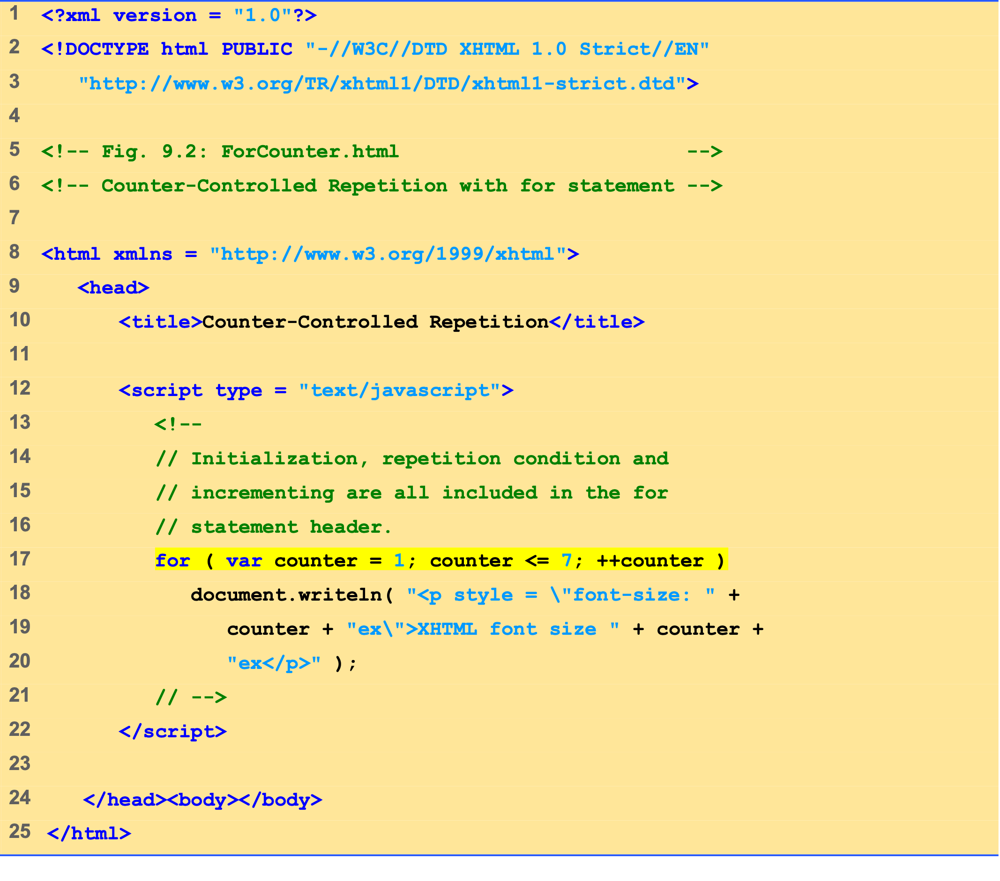 1 <?xml version = "1.0"?>
2 <!DOCTYPE html PUBLIC "-//W3C//DTD XHTML 1.0 Strict//EN"
3    "http://www.w3.org/TR/xhtml1/DTD/xhtml1-strict.dtd">
4
5 <!-- Fig. 9.2: ForCounter.html                        -->
6 <!-- Counter-Controlled Repetition with for statement -->
7
8 <html xmlns = "http://www.w3.org/1999/xhtml">
9    <head>
10       <title>Counter-Controlled Repetition</title>
11
12       <script type = "text/javascript">
13          <!--
14          // Initialization, repetition condition and
15          // incrementing are all included in the for
16          // statement header.
17          for ( var counter = 1; counter <= 7; ++counter )
18             document.writeln( "<p style = \"font-size: " +
19                counter + "ex\">XHTML font size " + counter +
20                "ex</p>" );
21          // -->
22       </script>
23
24    </head><body></body>
25 </html>